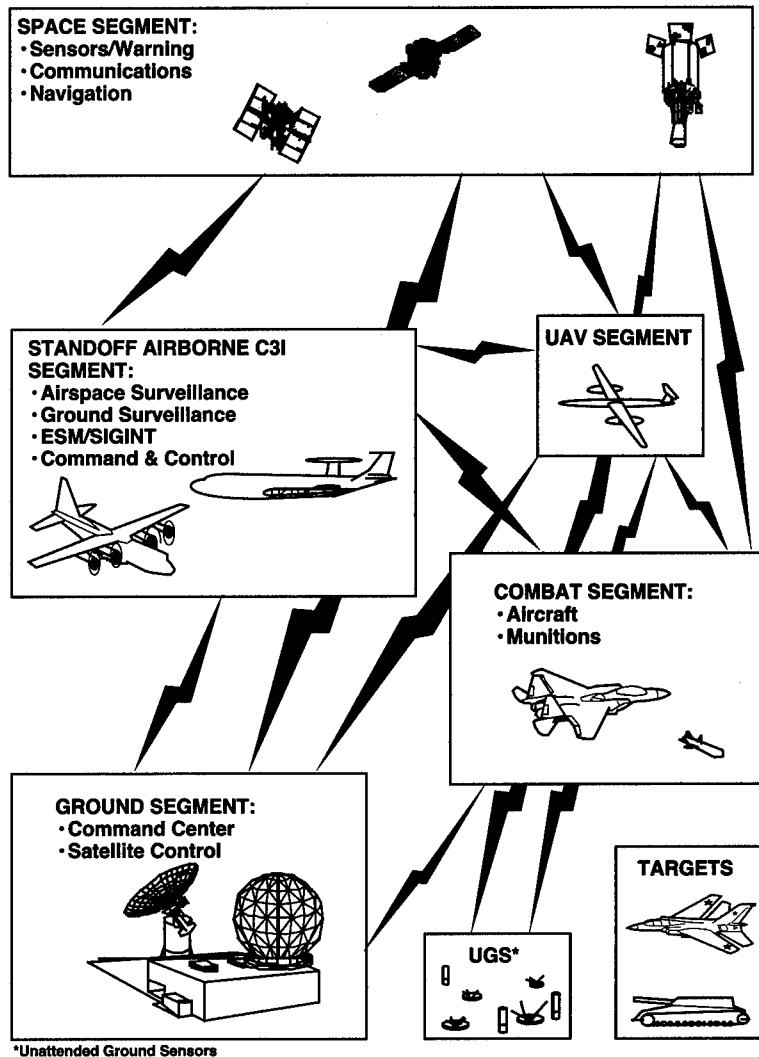 SPACE SEGMENT:
· Sensors/Warning
· Communications
· Navigation
STANDOFF AIRBORNE C3I
SEGMENT:
· Airspace Surveillance
· Ground Surveillance
· ESM/SIGINT
· Command & Control
UAV SEGMENT
COMBAT SEGMENT:
· Aircraft
· Munitions
GROUND SEGMENT:
· Command Center
· Satellite Control
UGS*
TARGETS
*Unattended Ground Sensors